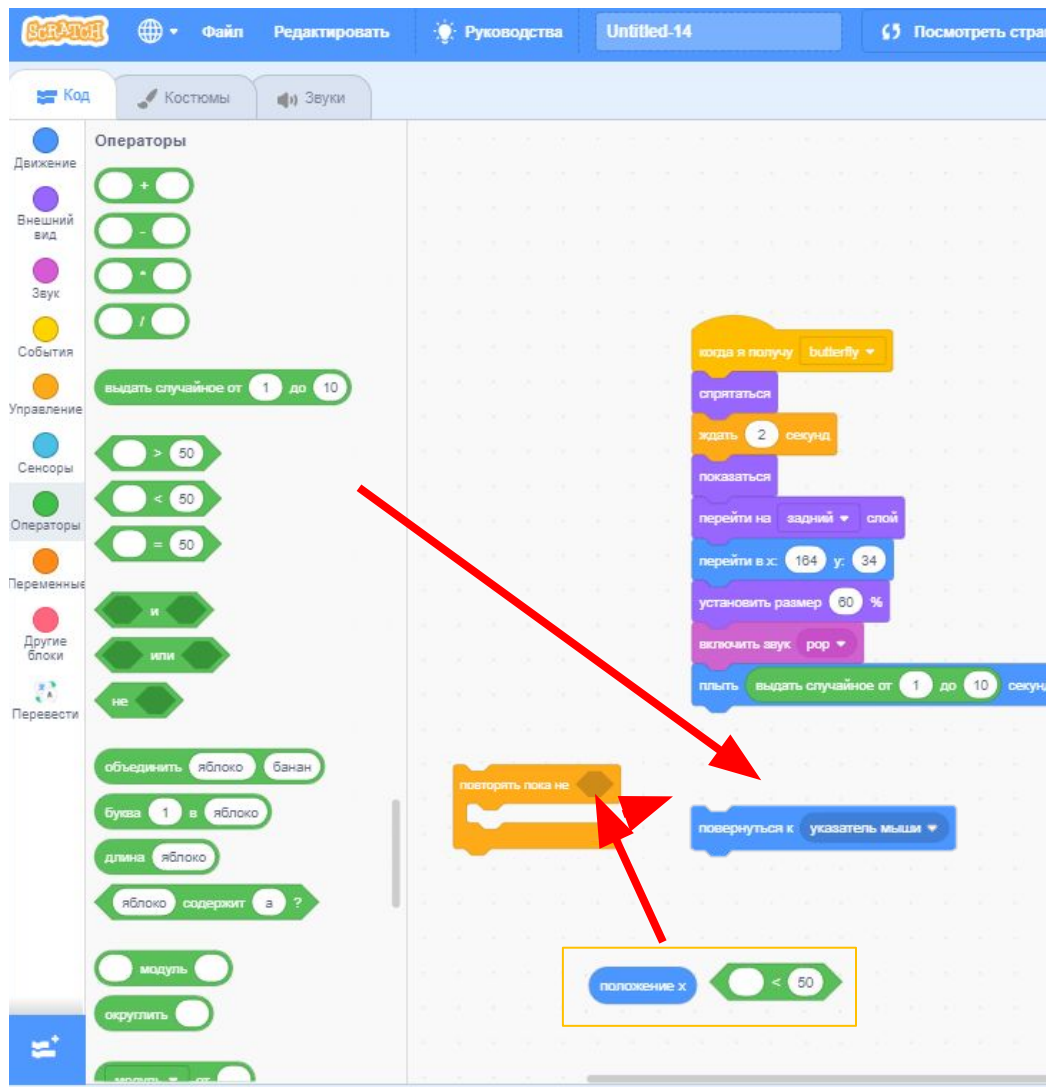 SCRATCH Файл Редактировать Руководства Untitled-14 Посмотреть стра
Код Костюмы Звуки
Движение
Внешний
вид
Звук
События
Управление
Сенсоры
Операторы
Переменные
Другие
блоки
Перевести
Операторы
+
-
*
/
выдать случайное от 1 до 10
> 50
< 50
= 50
и
или
не
объединить яблоко банан
буква 1 в яблоко
длина яблоко
яблоко содержит а ?
модуль
округлить
модуль от
когда я получу butterfly
спрятаться
ждать 2 секунд
показаться
перейти на задний слой
перейти в x: 164 y: 34
установить размер 60 %
включить звук pop
плыть выдать случайное от 1 до 10 секунд
повторять пока не
повернуться к указатель мыши
положение x < 50